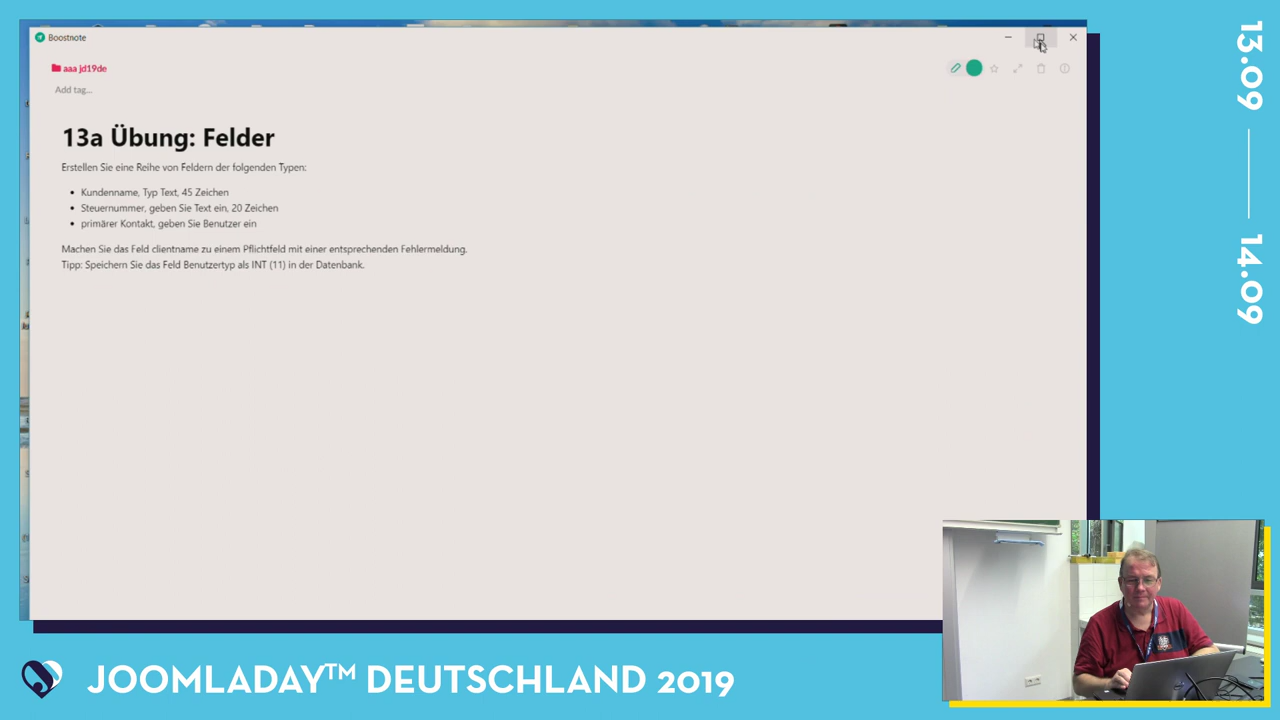 Boostnote
aaa jd19de
Add tag...
13a Übung: Felder
Erstellen Sie eine Reihe von Feldern der folgenden Typen:
• Kundenname, Typ Text, 45 Zeichen
• Steuernummer, geben Sie Text ein, 20 Zeichen
• primärer Kontakt, geben Sie Benutzer ein
Machen Sie das Feld clientname zu einem Pflichtfeld mit einer entsprechenden Fehlermeldung.
Tipp: Speichern Sie das Feld Benutzertyp als INT (11) in der Datenbank.
13.09
14.09
JOOMLADAY™ DEUTSCHLAND 2019